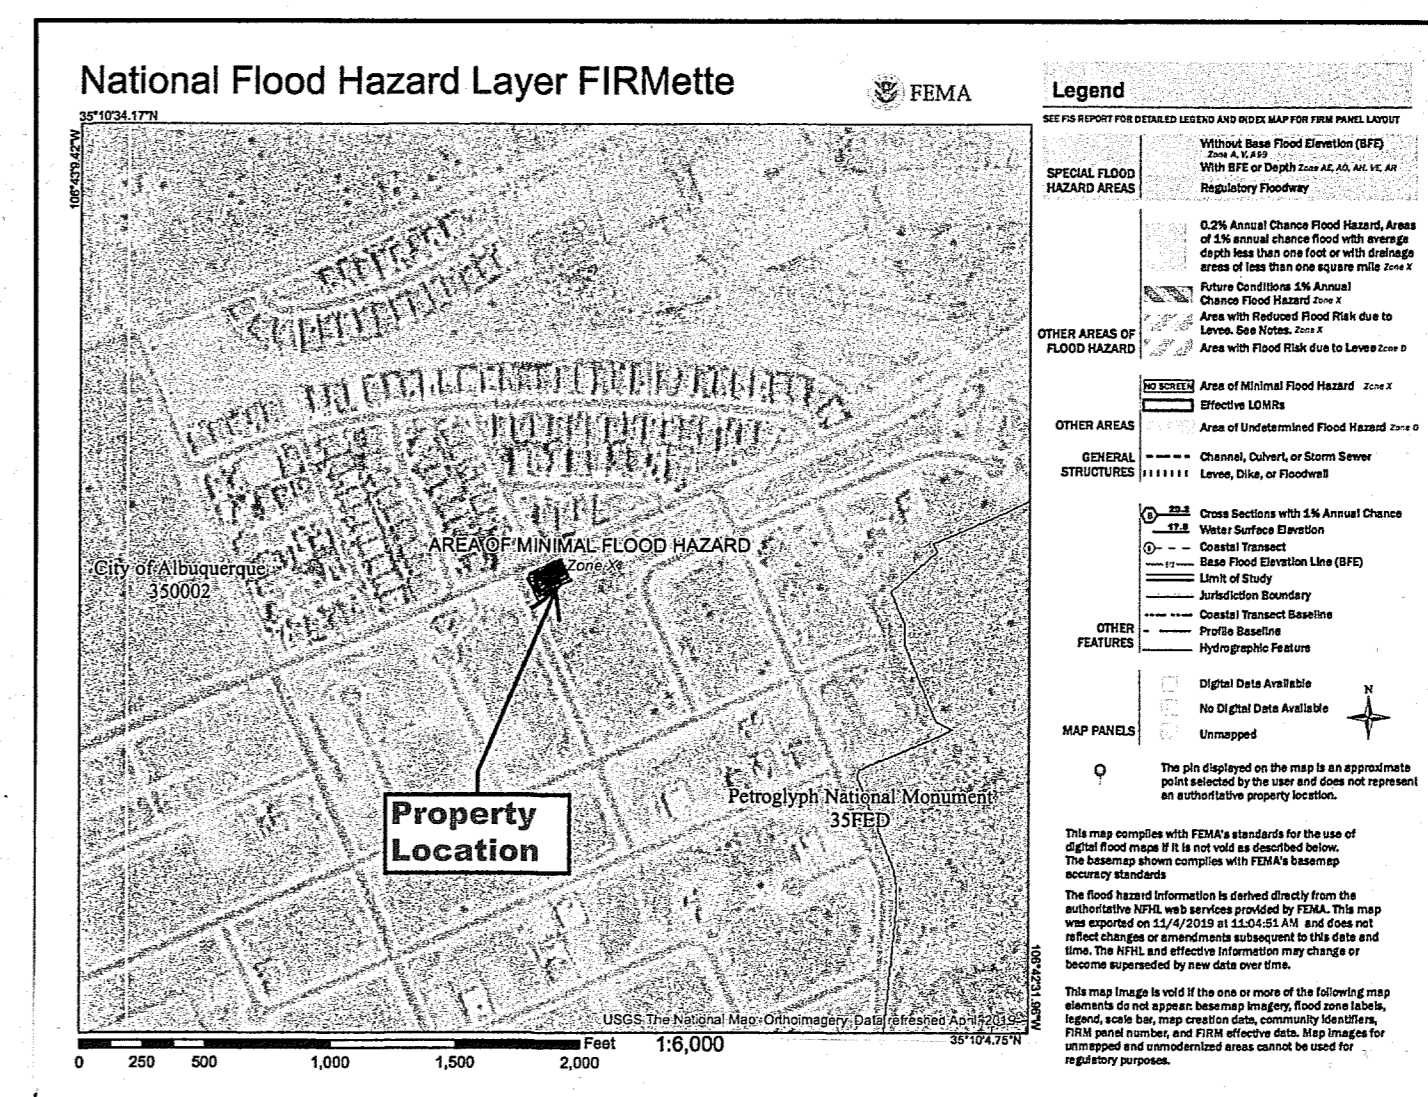 National Flood Hazard Layer FIRMette
FEMA
35°10'34.17"N
106°43'9.42"W
AREA OF MINIMAL FLOOD HAZARD
Zone X
City of Albuquerque
350002
Property
Location
Petroglyph National Monument
35FED
USGS The National Map: Orthoimagery. Data refreshed April, 2019.
106°42'31.96"W
35°10'4.75"N
Feet
1:6,000
0 250 500 1,000 1,500 2,000
Legend
SEE FIS REPORT FOR DETAILED LEGEND AND INDEX MAP FOR FIRM PANEL LAYOUT
SPECIAL FLOOD
HAZARD AREAS
Without Base Flood Elevation (BFE)
Zone A, V, A99
With BFE or Depth Zone AE, AO, AH, VE, AR
Regulatory Floodway
OTHER AREAS OF
FLOOD HAZARD
0.2% Annual Chance Flood Hazard, Areas
of 1% annual chance flood with average
depth less than one foot or with drainage
areas of less than one square mile Zone X
Future Conditions 1% Annual
Chance Flood Hazard Zone X
Area with Reduced Flood Risk due to
Levee. See Notes. Zone X
Area with Flood Risk due to Levee Zone D
OTHER AREAS
NO SCREEN Area of Minimal Flood Hazard Zone X
Effective LOMRs
Area of Undetermined Flood Hazard Zone D
GENERAL
STRUCTURES
Channel, Culvert, or Storm Sewer
Levee, Dike, or Floodwall
OTHER
FEATURES
B 20.2 Cross Sections with 1% Annual Chance
17.5 Water Surface Elevation
8 Coastal Transect
Base Flood Elevation Line (BFE)
Limit of Study
Jurisdiction Boundary
Coastal Transect Baseline
Profile Baseline
Hydrographic Feature
MAP PANELS
Digital Data Available
No Digital Data Available
Unmapped
N
The pin displayed on the map is an approximate
point selected by the user and does not represent
an authoritative property location.
This map complies with FEMA's standards for the use of
digital flood maps if it is not void as described below.
The basemap shown complies with FEMA's basemap
accuracy standards
The flood hazard information is derived directly from the
authoritative NFHL web services provided by FEMA. This map
was exported on 11/4/2019 at 11:04:51 AM and does not
reflect changes or amendments subsequent to this date and
time. The NFHL and effective information may change or
become superseded by new data over time.
This map image is void if the one or more of the following map
elements do not appear: basemap imagery, flood zone labels,
legend, scale bar, map creation date, community identifiers,
FIRM panel number, and FIRM effective date. Map images for
unmapped and unmodernized areas cannot be used for
regulatory purposes.